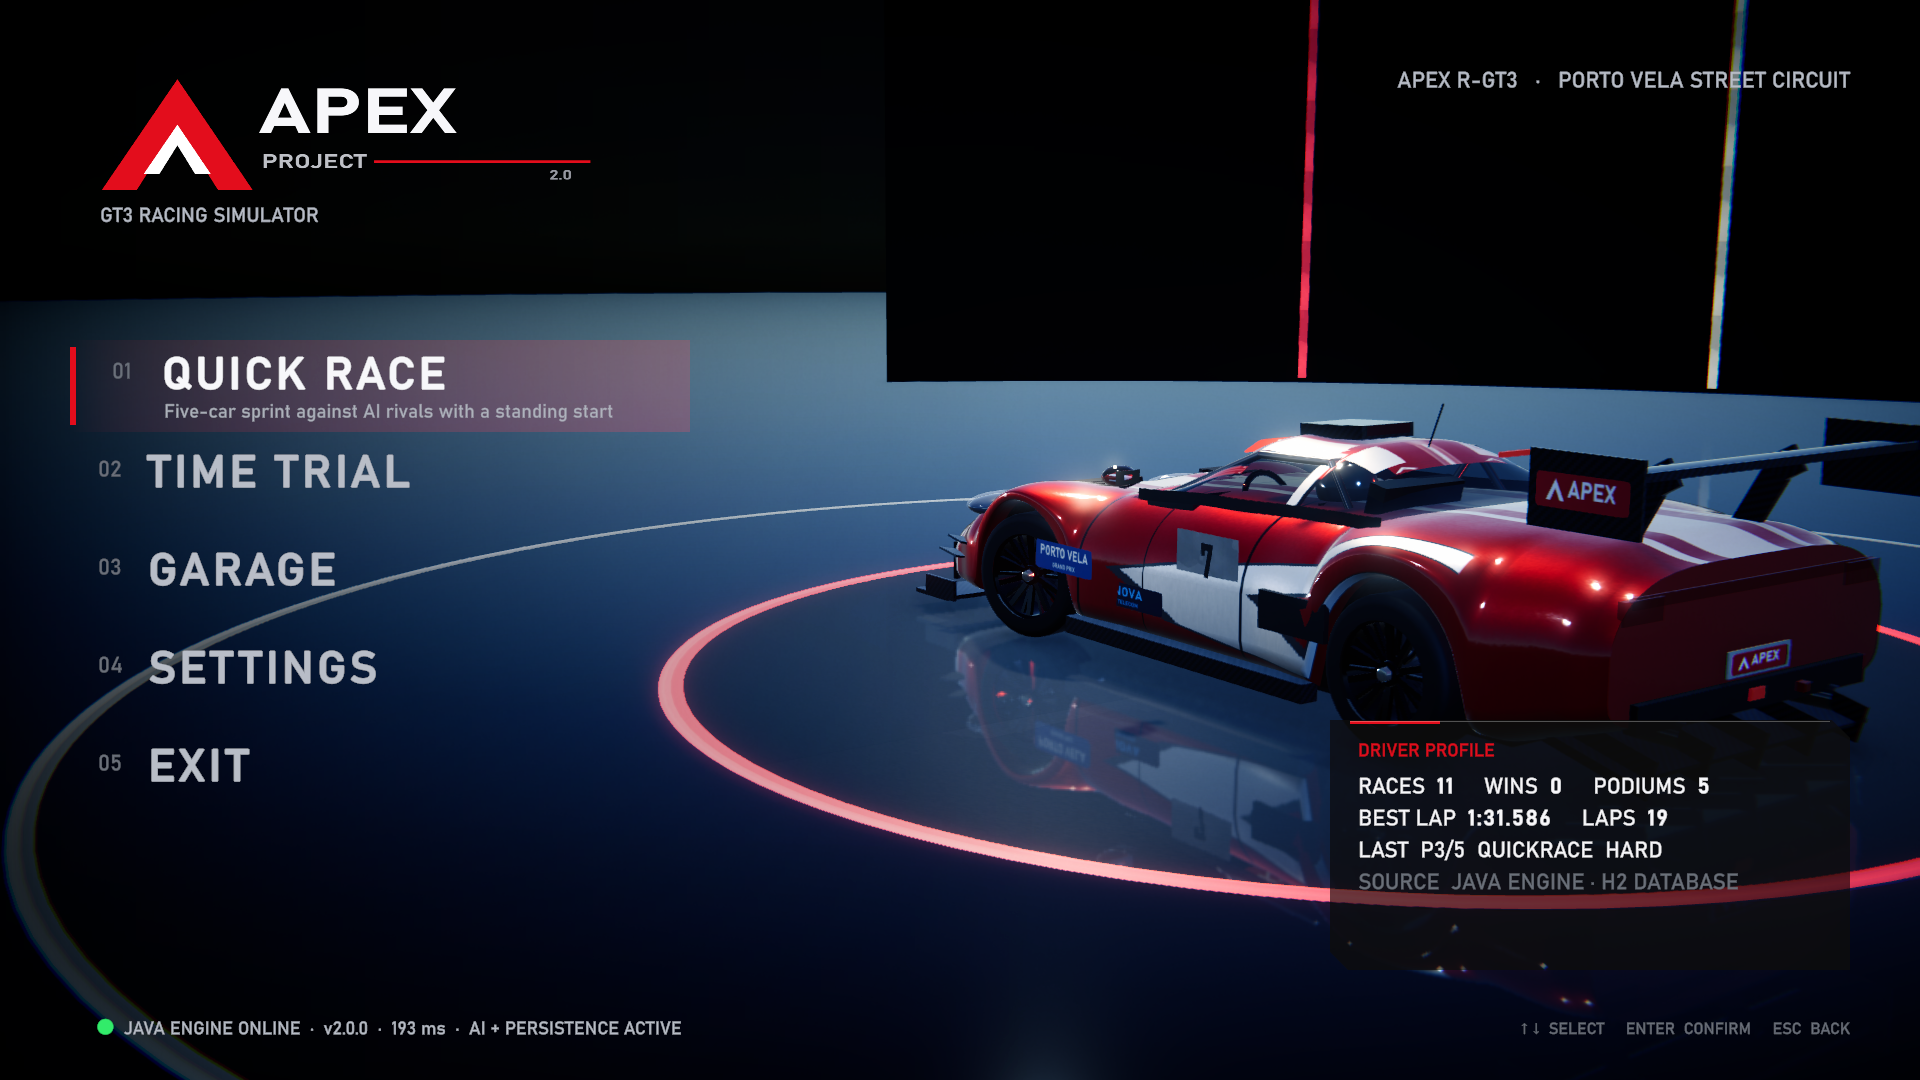 APEX
PROJECT
2.0
GT3 RACING SIMULATOR
APEX R-GT3 · PORTO VELA STREET CIRCUIT
01 QUICK RACE
Five-car sprint against AI rivals with a standing start
02 TIME TRIAL
03 GARAGE
04 SETTINGS
05 EXIT
PORTO VELA
GRAND PRIX
NOVA
7
APEX
APEX
DRIVER PROFILE
RACES 11 WINS 0 PODIUMS 5
BEST LAP 1:31.586 LAPS 19
LAST P3/5 QUICKRACE HARD
SOURCE JAVA ENGINE · H2 DATABASE
JAVA ENGINE ONLINE · v2.0.0 · 193 ms · AI + PERSISTENCE ACTIVE
↑↓ SELECT ENTER CONFIRM ESC BACK